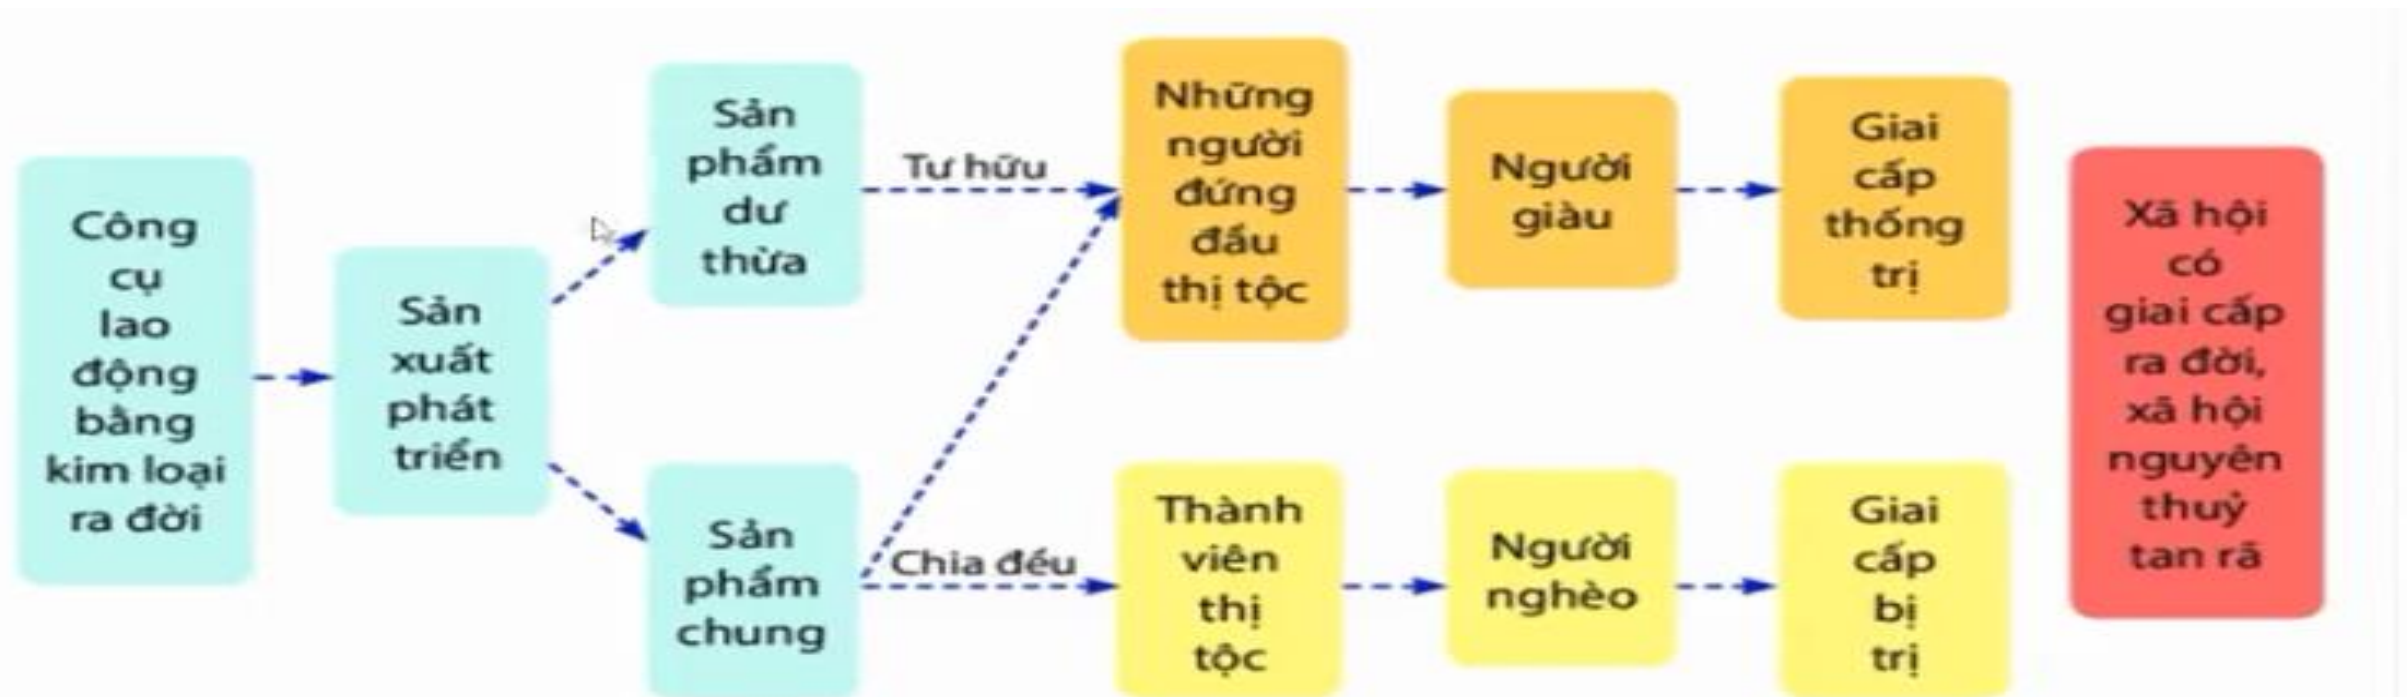 Công
cụ
lao
động
bằng
kim loại
ra đời
Sản
xuất
phát
triển
Sản
phẩm
dư
thừa
Sản
phẩm
chung
Tư hữu
Chia đều
Những
người
đứng
đầu
thị tộc
Người
giàu
Giai
cấp
thống
trị
Thành
viên
thị
tộc
Người
nghèo
Giai
cấp
bị
trị
Xã hội
có
giai cấp
ra đời,
xã hội
nguyên
thuỷ
tan rã